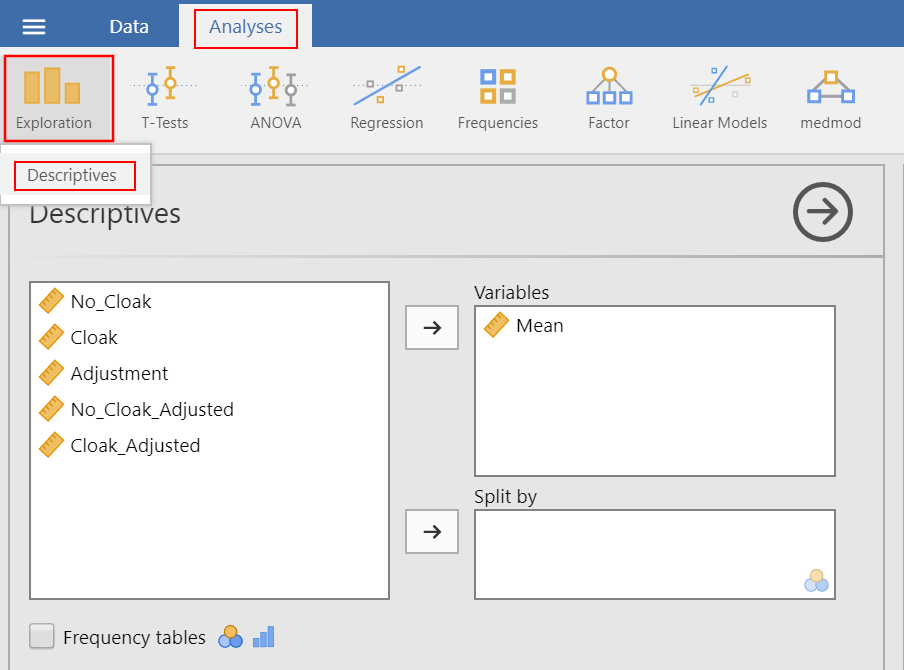 Data Analyses
Exploration T-Tests ANOVA Regression Frequencies Factor Linear Models medmod
Descriptives
Descriptives
No_Cloak
Cloak
Adjustment
No_Cloak_Adjusted
Cloak_Adjusted
Variables
Mean
Split by
Frequency tables